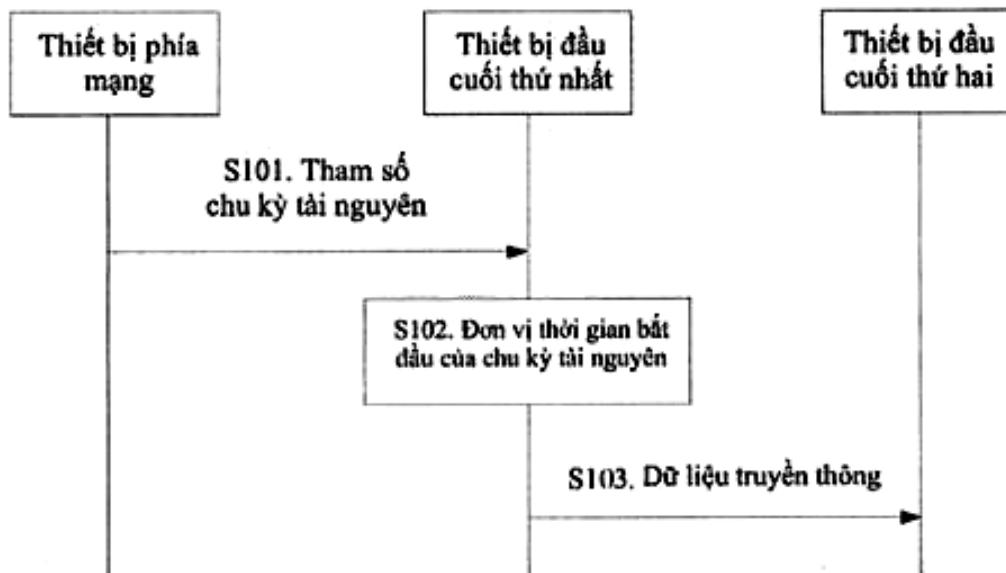 Thiết bị phía
mạng
Thiết bị đầu
cuối thứ nhất
Thiết bị đầu
cuối thứ hai
S101. Tham số
chu kỳ tài nguyên
S102. Đơn vị thời gian bắt
đầu của chu kỳ tài nguyên
S103. Dữ liệu truyền thông